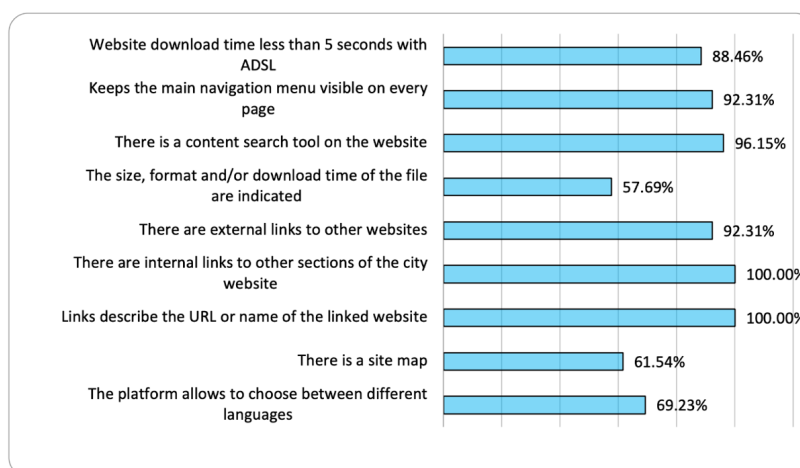 Website download time less than 5 seconds with
ADSL
88.46%
Keeps the main navigation menu visible on every
page
92.31%
There is a content search tool on the website
96.15%
The size, format and/or download time of the file
are indicated
57.69%
There are external links to other websites
92.31%
There are internal links to other sections of the city
website
100.00%
Links describe the URL or name of the linked website
100.00%
There is a site map
61.54%
The platform allows to choose between different
languages
69.23%